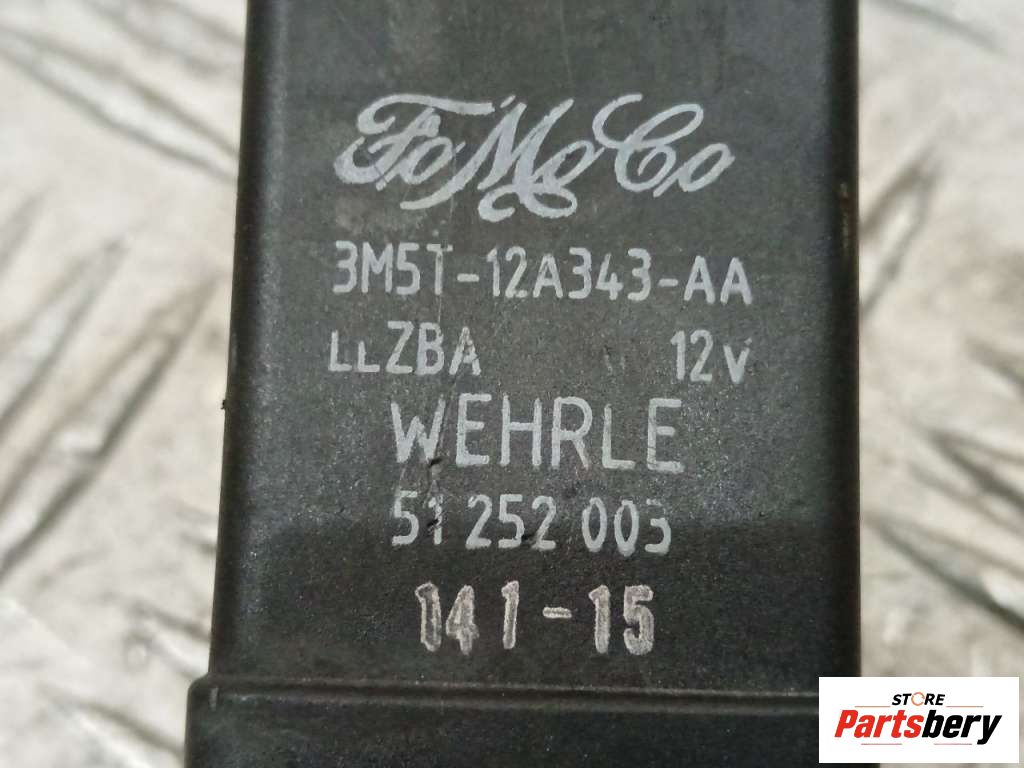 FoMoCo
3M5T-12A343-AA
LLZBA 12V
WEHRLE
51 252 003
141-15
STORE
Partsbery